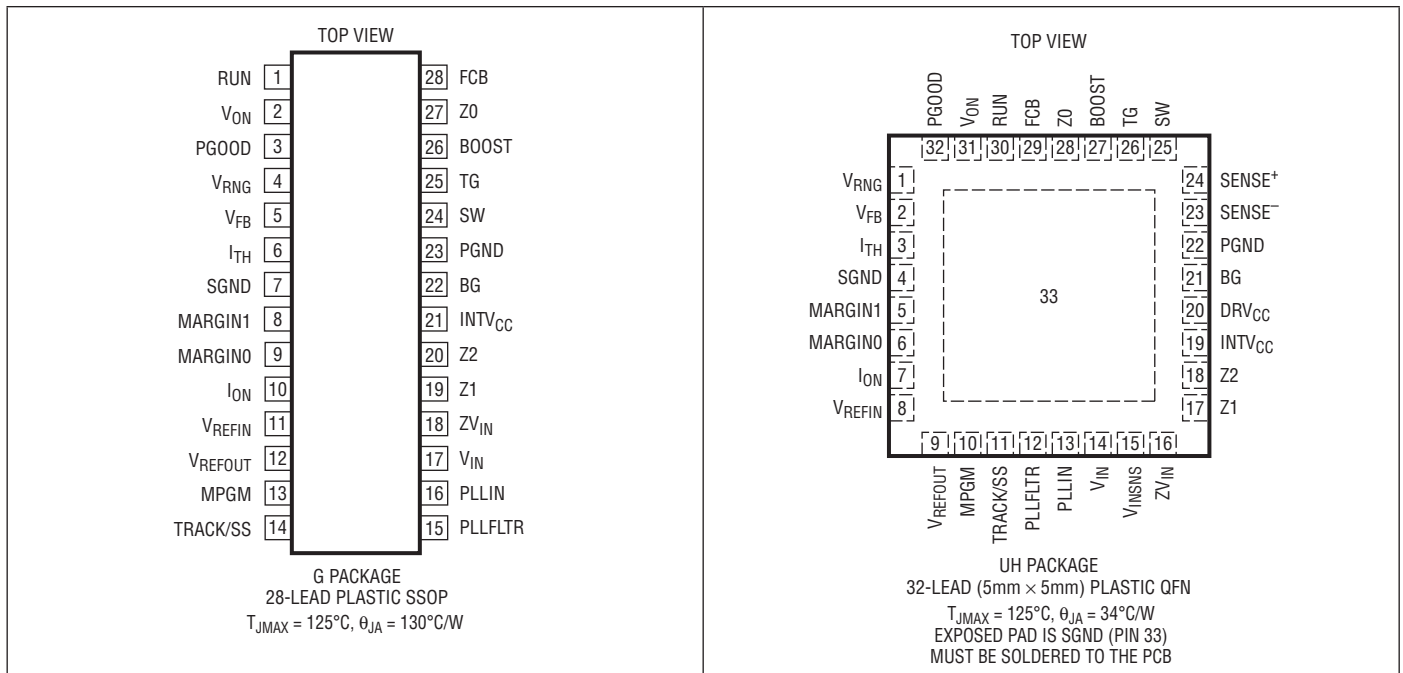 TOP VIEW
RUN 1
VON 2
PGOOD 3
VRNG 4
VFB 5
ITH 6
SGND 7
MARGIN1 8
MARGIN0 9
ION 10
VREFIN 11
VREFOUT 12
MPGM 13
TRACK/SS 14
28 FCB
27 Z0
26 BOOST
25 TG
24 SW
23 PGND
22 BG
21 INTVCC
20 Z2
19 Z1
18 ZVIN
17 VIN
16 PLLIN
15 PLLFLTR
G PACKAGE
28-LEAD PLASTIC SSOP
TJMAX = 125°C, θJA = 130°C/W
TOP VIEW
PGOOD
VON
RUN
FCB
Z0
BOOST
TG
SW
32 31 30 29 28 27 26 25
VRNG 1
VFB 2
ITH 3
SGND 4
MARGIN1 5
MARGIN0 6
ION 7
VREFIN 8
33
24 SENSE+
23 SENSE–
22 PGND
21 BG
20 DRVCC
19 INTVCC
18 Z2
17 Z1
9 10 11 12 13 14 15 16
VREFOUT
MPGM
TRACK/SS
PLLFLTR
PLLIN
VIN
VINSNS
ZVIN
UH PACKAGE
32-LEAD (5mm × 5mm) PLASTIC QFN
TJMAX = 125°C, θJA = 34°C/W
EXPOSED PAD IS SGND (PIN 33)
MUST BE SOLDERED TO THE PCB